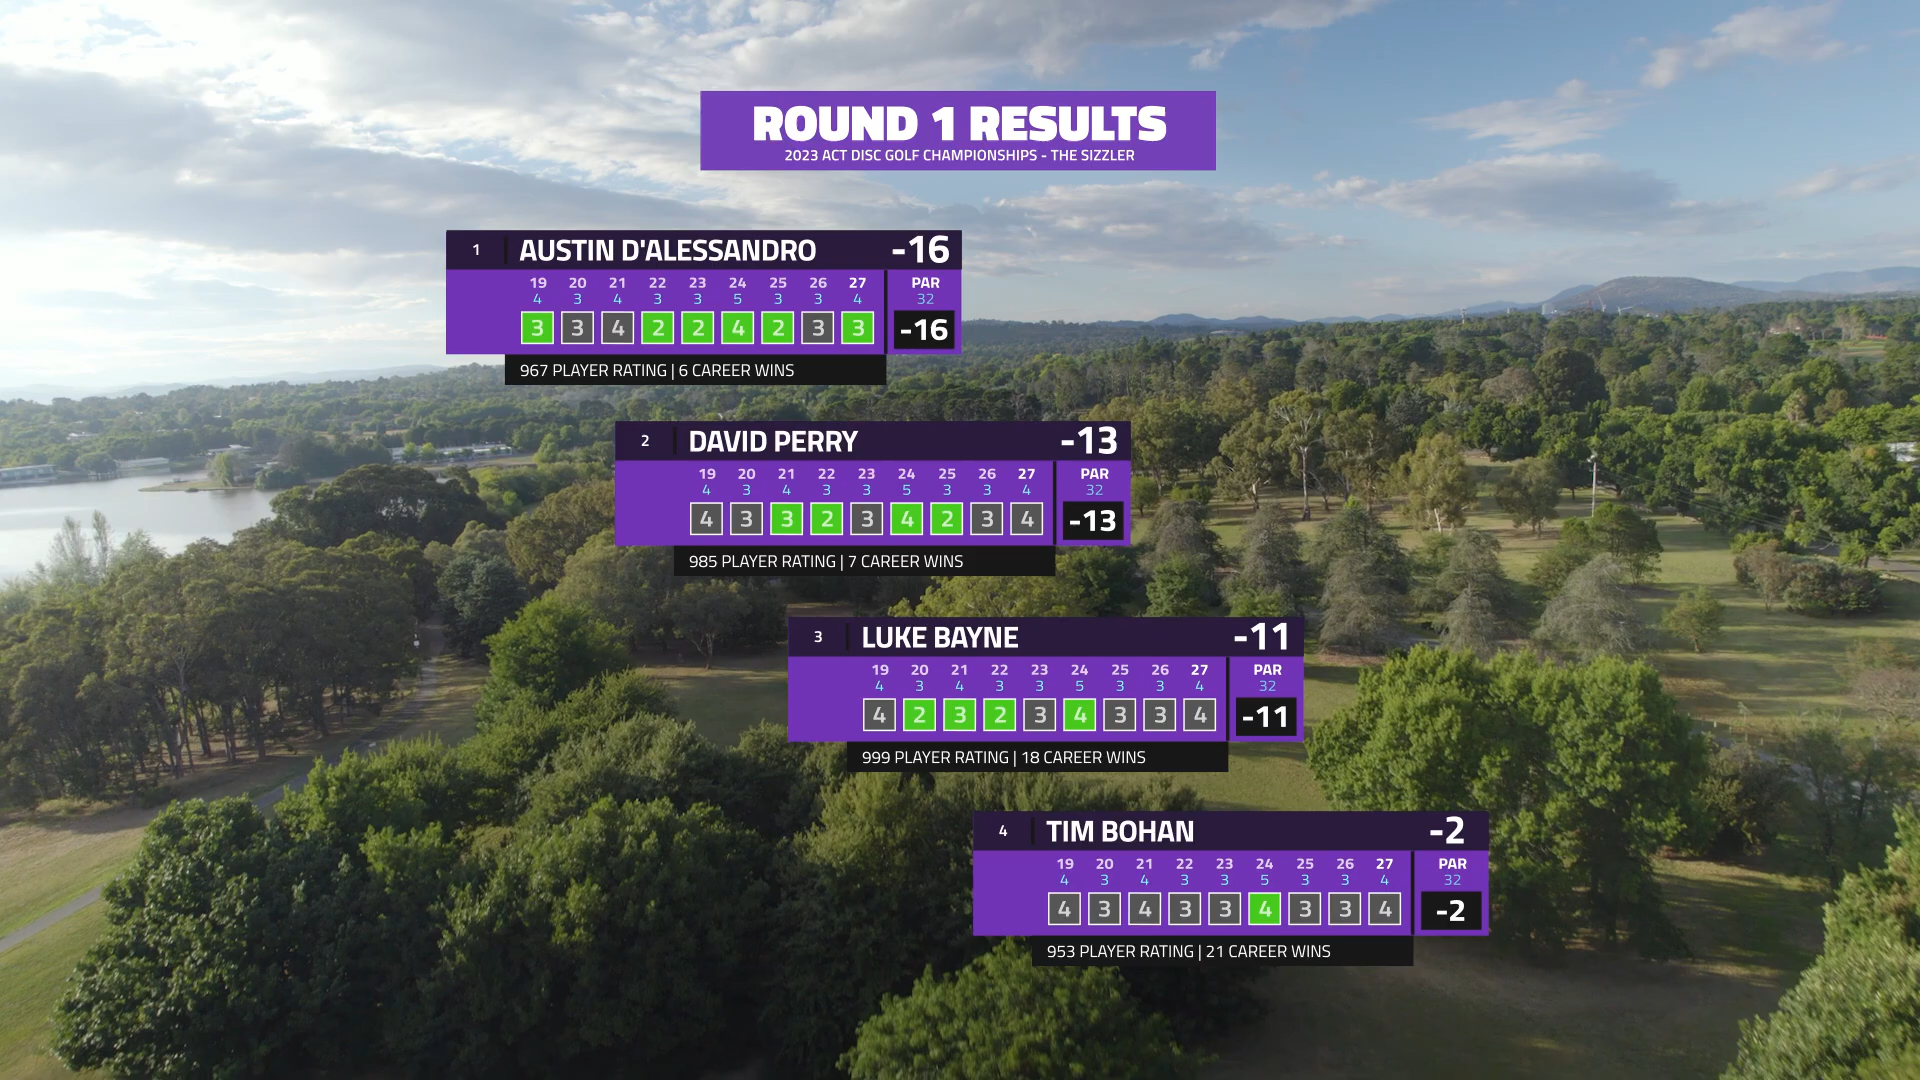 ROUND 1 RESULTS
2023 ACT DISC GOLF CHAMPIONSHIPS - THE SIZZLER
1 AUSTIN D'ALESSANDRO -16
19 20 21 22 23 24 25 26 27 PAR
4 3 4 3 3 5 3 3 4 32
3 3 4 2 2 4 2 3 3 -16
967 PLAYER RATING | 6 CAREER WINS
2 DAVID PERRY -13
19 20 21 22 23 24 25 26 27 PAR
4 3 4 3 3 5 3 3 4 32
4 3 3 2 3 4 2 3 4 -13
985 PLAYER RATING | 7 CAREER WINS
3 LUKE BAYNE -11
19 20 21 22 23 24 25 26 27 PAR
4 3 4 3 3 5 3 3 4 32
4 2 3 2 3 4 3 3 4 -11
999 PLAYER RATING | 18 CAREER WINS
4 TIM BOHAN -2
19 20 21 22 23 24 25 26 27 PAR
4 3 4 3 3 5 3 3 4 32
4 3 4 3 3 4 3 3 4 -2
953 PLAYER RATING | 21 CAREER WINS